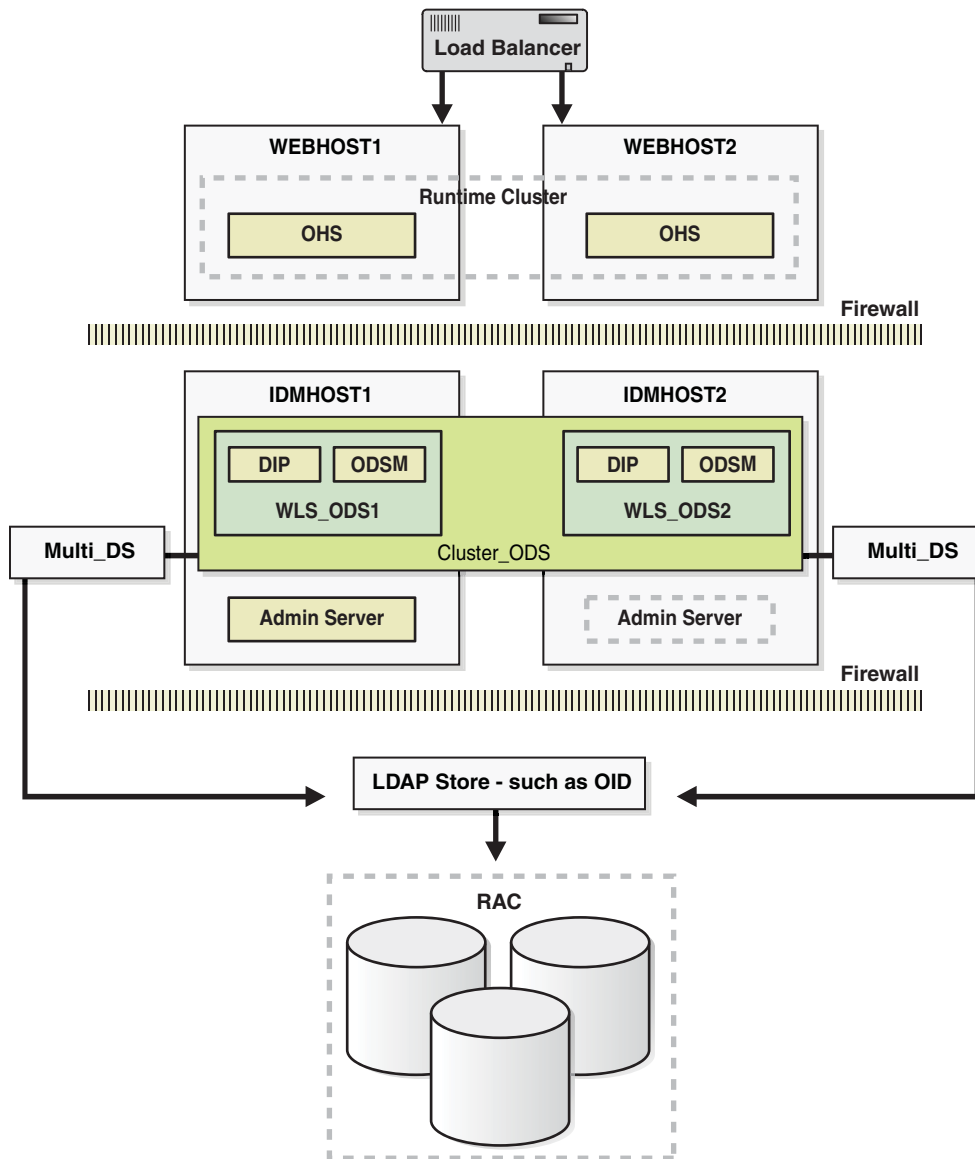 Load Balancer
WEBHOST1
WEBHOST2
Runtime Cluster
OHS
OHS
Firewall
IDMHOST1
IDMHOST2
DIP
ODSM
DIP
ODSM
WLS_ODS1
WLS_ODS2
Multi_DS
Cluster_ODS
Multi_DS
Admin Server
Admin Server
Firewall
LDAP Store - such as OID
RAC